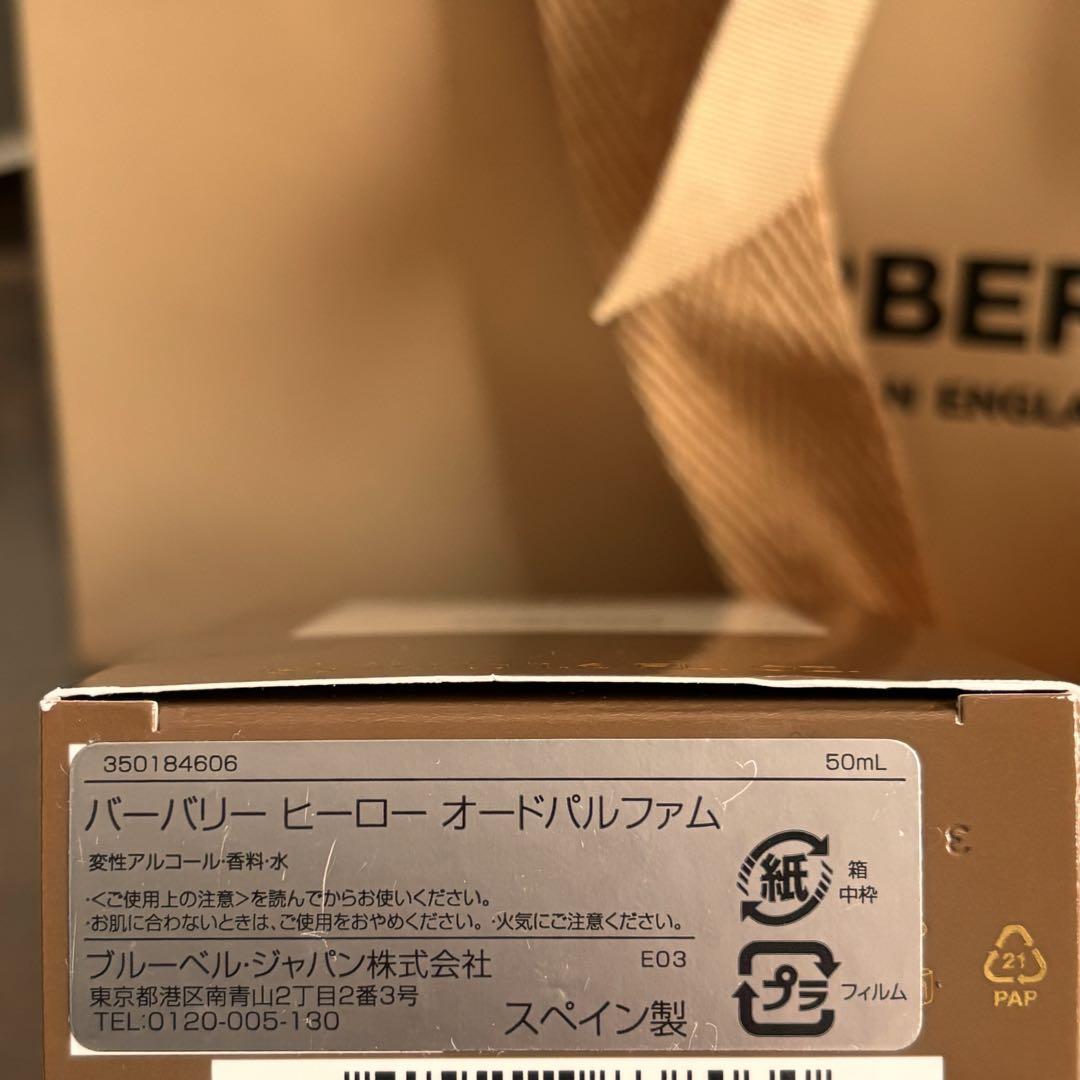 BER
N ENGLA
350184606 50mL
バーバリー ヒーロー オードパルファム
変性アルコール・香料・水
・<ご使用上の注意>を読んでからお使いください。
・お肌に合わないときは、ご使用をおやめください。・火気にご注意ください。
ブルーベル・ジャパン株式会社 E03
東京都港区南青山2丁目2番3号
TEL:0120-005-130
スペイン製
紙 箱
中枠
プラ フィルム
21
PAP